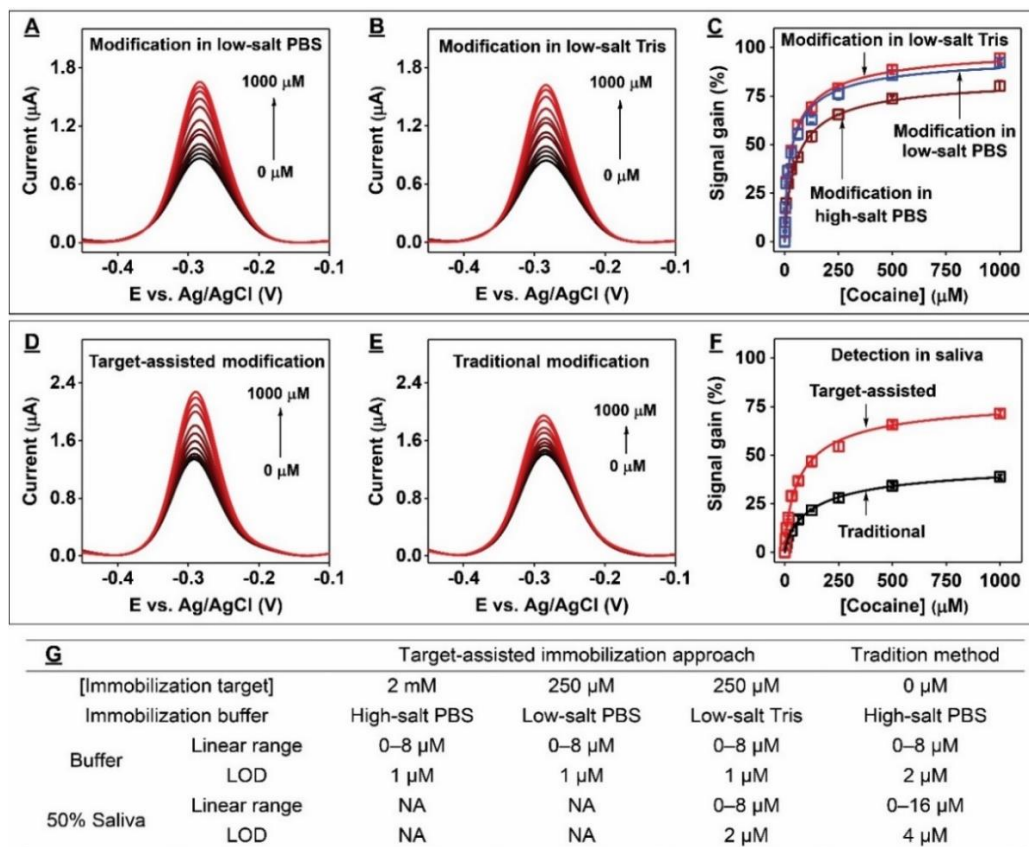 A
Modification in low-salt PBS
1000 μM
0 μM
1.8
1.2
0.6
0.0
Current (μA)
-0.4 -0.3 -0.2 -0.1
E vs. Ag/AgCl (V)
B
Modification in low-salt Tris
1000 μM
0 μM
1.8
1.2
0.6
0.0
Current (μA)
-0.4 -0.3 -0.2 -0.1
E vs. Ag/AgCl (V)
C
Modification in low-salt Tris
Modification in
low-salt PBS
Modification in
high-salt PBS
100
75
50
25
0
Signal gain (%)
0 250 500 750 1000
[Cocaine] (μM)
D
Target-assisted modification
1000 μM
0 μM
2.4
1.6
0.8
0.0
Current (μA)
-0.4 -0.3 -0.2 -0.1
E vs. Ag/AgCl (V)
E
Traditional modification
1000 μM
0 μM
2.4
1.6
0.8
0.0
Current (μA)
-0.4 -0.3 -0.2 -0.1
E vs. Ag/AgCl (V)
F
Detection in saliva
Target-assisted
Traditional
100
75
50
25
0
Signal gain (%)
0 250 500 750 1000
[Cocaine] (μM)
G
Target-assisted immobilization approach Tradition method
[Immobilization target] 2 mM 250 μM 250 μM 0 μM
Immobilization buffer High-salt PBS Low-salt PBS Low-salt Tris High-salt PBS
Buffer
Linear range 0–8 μM 0–8 μM 0–8 μM 0–8 μM
LOD 1 μM 1 μM 1 μM 2 μM
50% Saliva
Linear range NA NA 0–8 μM 0–16 μM
LOD NA NA 2 μM 4 μM